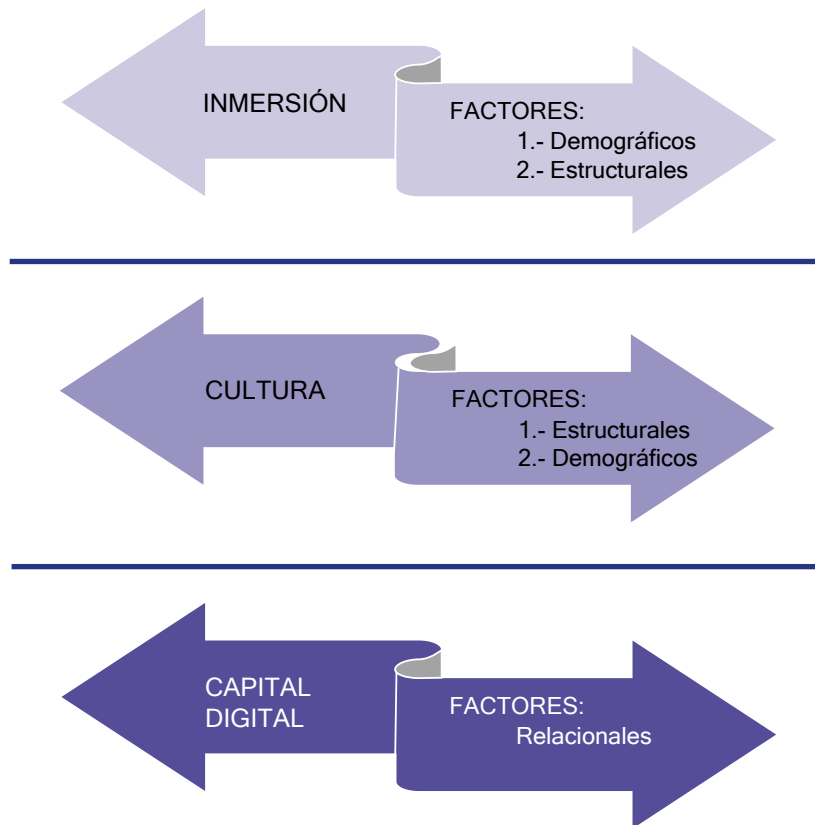 INMERSIÓN
FACTORES:
1.- Demográficos
2.- Estructurales
CULTURA
FACTORES:
1.- Estructurales
2.- Demográficos
CAPITAL
DIGITAL
FACTORES:
Relacionales